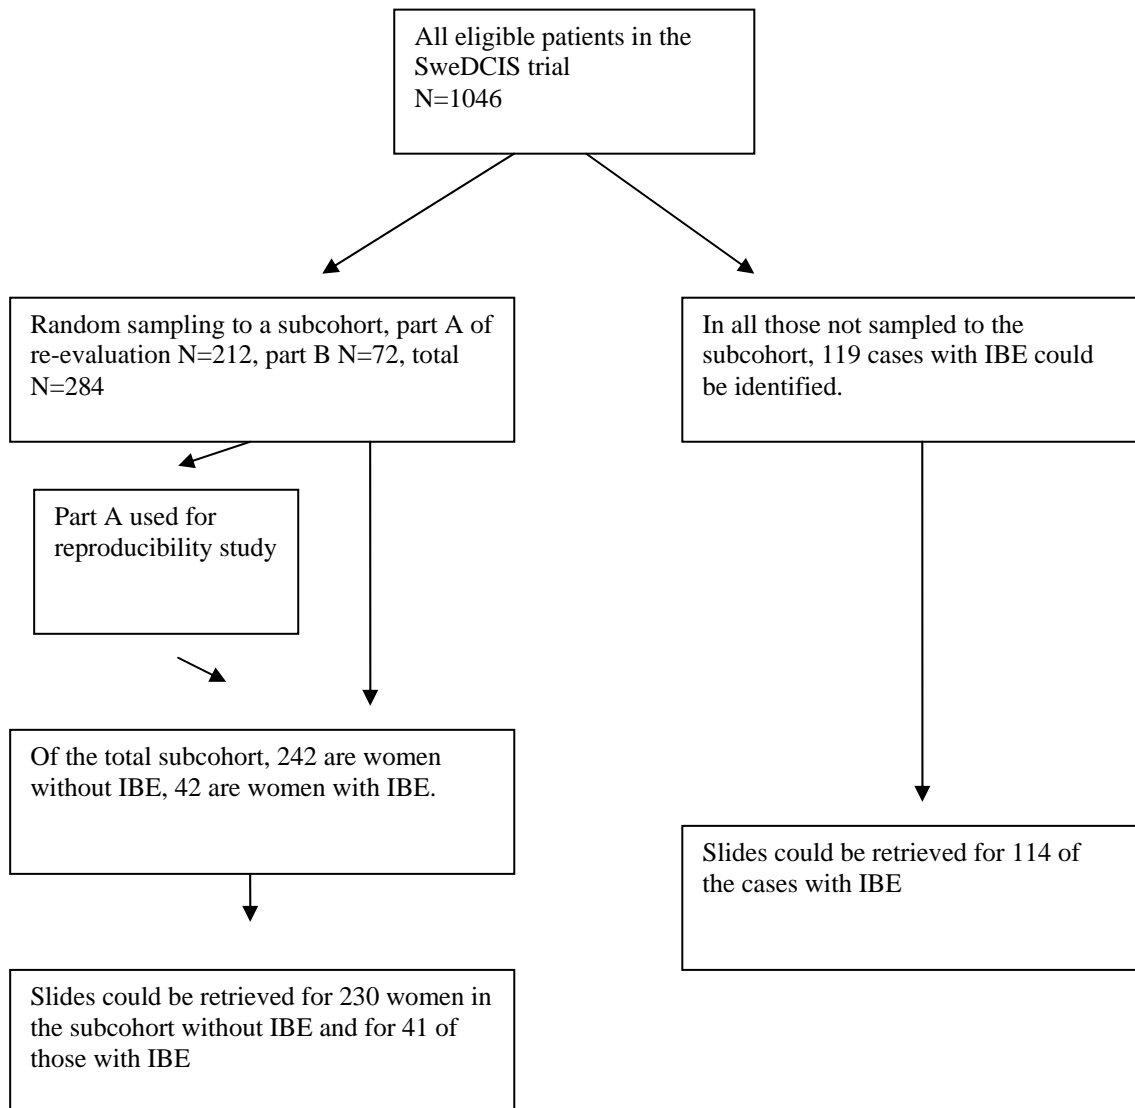 All eligible patients in the
SweDCIS trial
N=1046
Random sampling to a subcohort, part A of
re-evaluation N=212, part B N=72, total
N=284
In all those not sampled to the
subcohort, 119 cases with IBE could
be identified.
Part A used for
reproducibility study
Of the total subcohort, 242 are women
without IBE, 42 are women with IBE.
Slides could be retrieved for 114 of
the cases with IBE
Slides could be retrieved for 230 women in
the subcohort without IBE and for 41 of
those with IBE